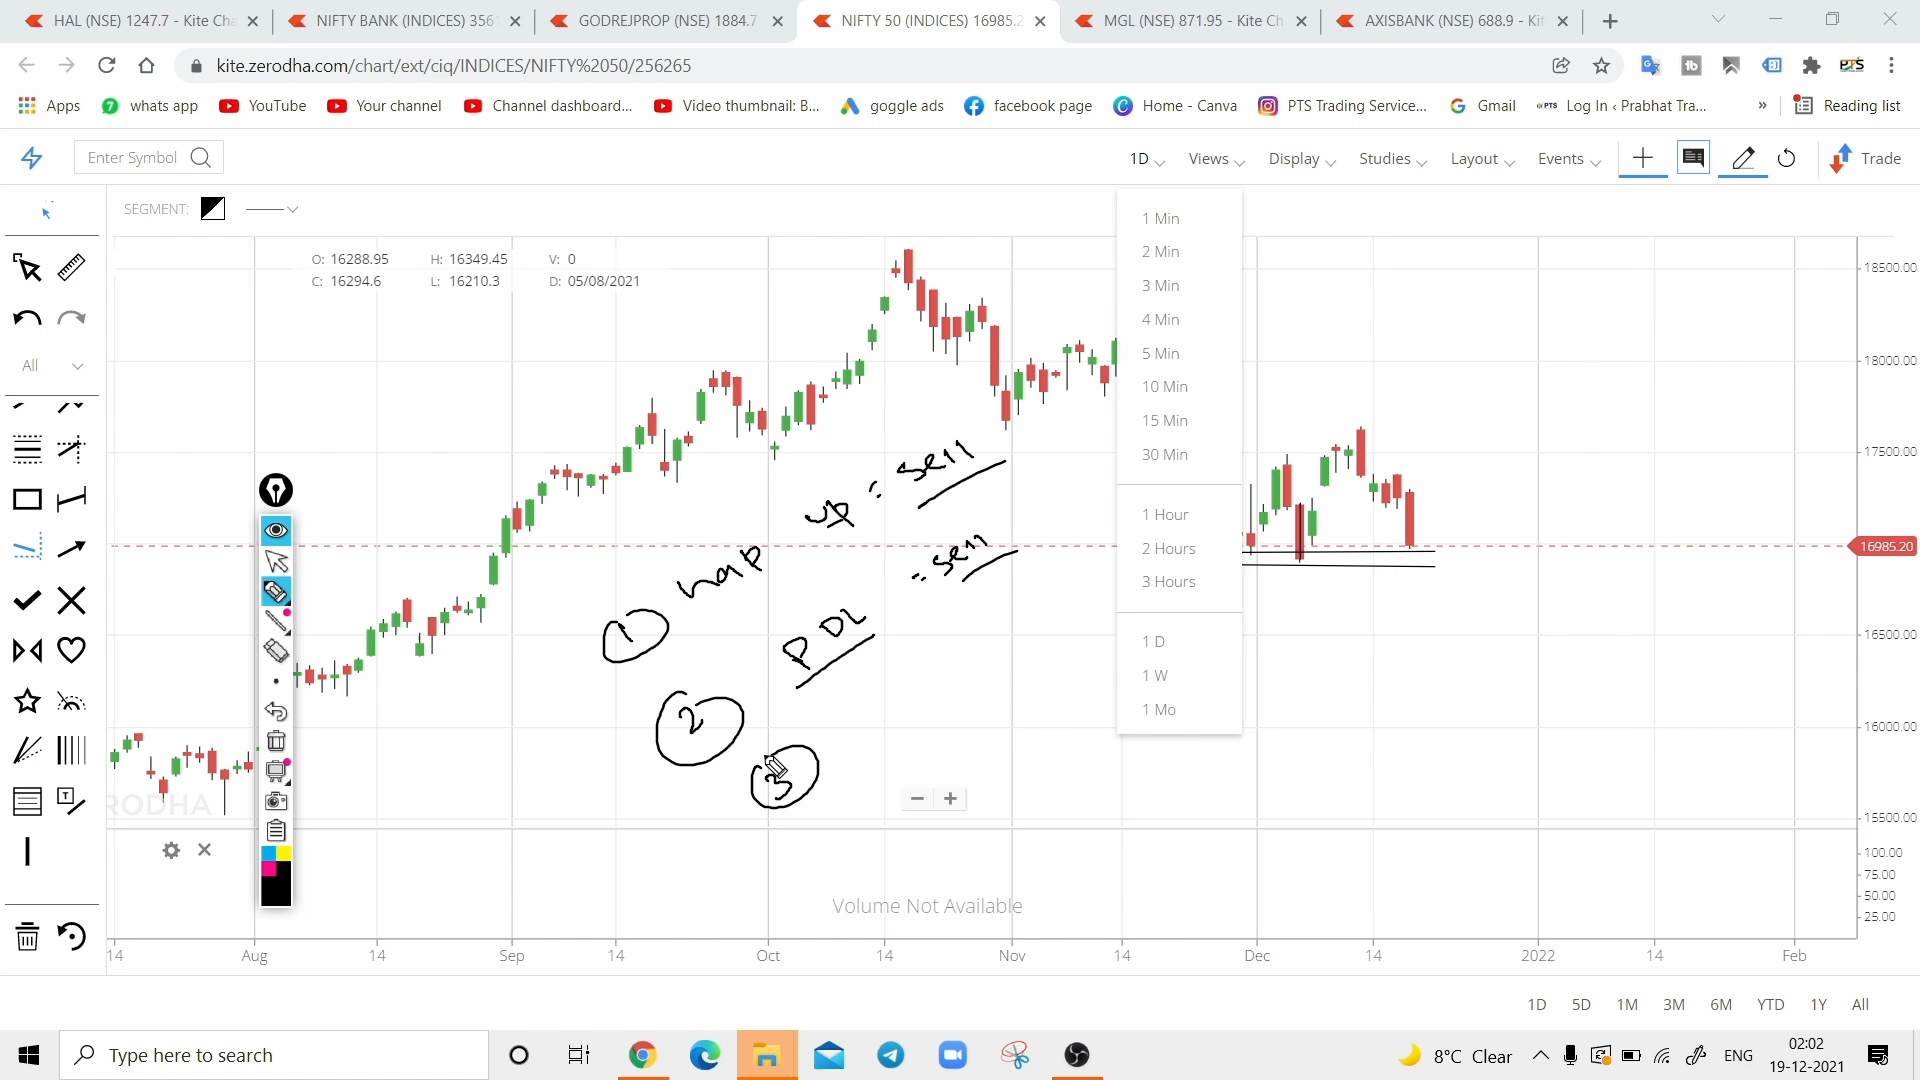 HAL (NSE) 1247.7 - Kite Cha
NIFTY BANK (INDICES) 3561
GODREJPROP (NSE) 1884.7
NIFTY 50 (INDICES) 16985.2
MGL (NSE) 871.95 - Kite Ch
AXISBANK (NSE) 688.9 - Kit
kite.zerodha.com/chart/ext/ciq/INDICES/NIFTY%2050/256265
PTS
Apps
whats app
YouTube
Your channel
Channel dashboard...
Video thumbnail: B...
goggle ads
facebook page
Home - Canva
PTS Trading Service...
Gmail
Log In ‹ Prabhat Tra...
»
Reading list
Enter Symbol
1D
Views
Display
Studies
Layout
Events
Trade
SEGMENT:
O: 16288.95 H: 16349.45 V: 0
C: 16294.6 L: 16210.3 D: 05/08/2021
All
1 Min
2 Min
3 Min
4 Min
5 Min
10 Min
15 Min
30 Min
1 Hour
2 Hours
3 Hours
1 D
1 W
1 Mo
18500.00
18000.00
17500.00
16985.20
16500.00
16000.00
15500.00
100.00
75.00
50.00
25.00
up : sell
: sell
1
PDL
2
3
ERODHA
Volume Not Available
14 Aug 14 Sep 14 Oct 14 Nov 14 Dec 14 2022 14 Feb
1D 5D 1M 3M 6M YTD 1Y All
Type here to search
8°C Clear
ENG
02:02
19-12-2021